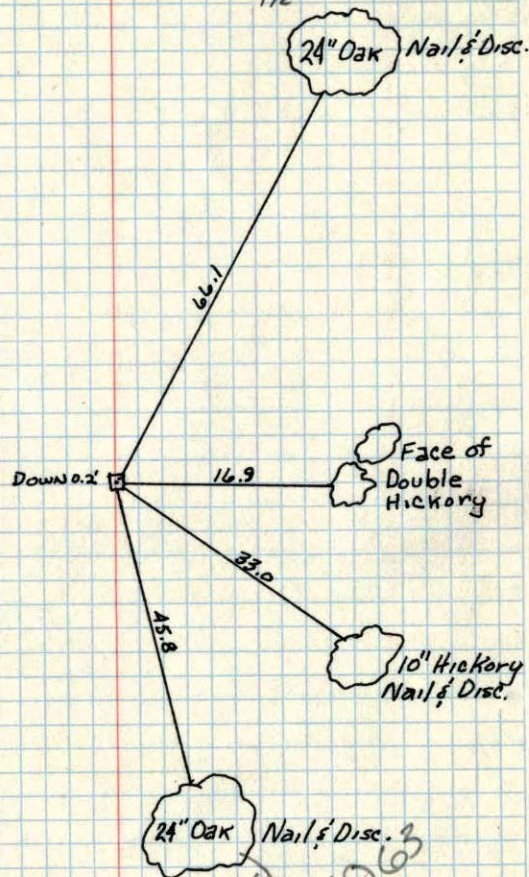 24" Oak Nail & Disc.
66.1
DOWN 0.2'
16.9
Face of
Double
Hickory
33.0
10" Hickory
Nail & Disc.
45.8
24" Oak Nail & Disc.